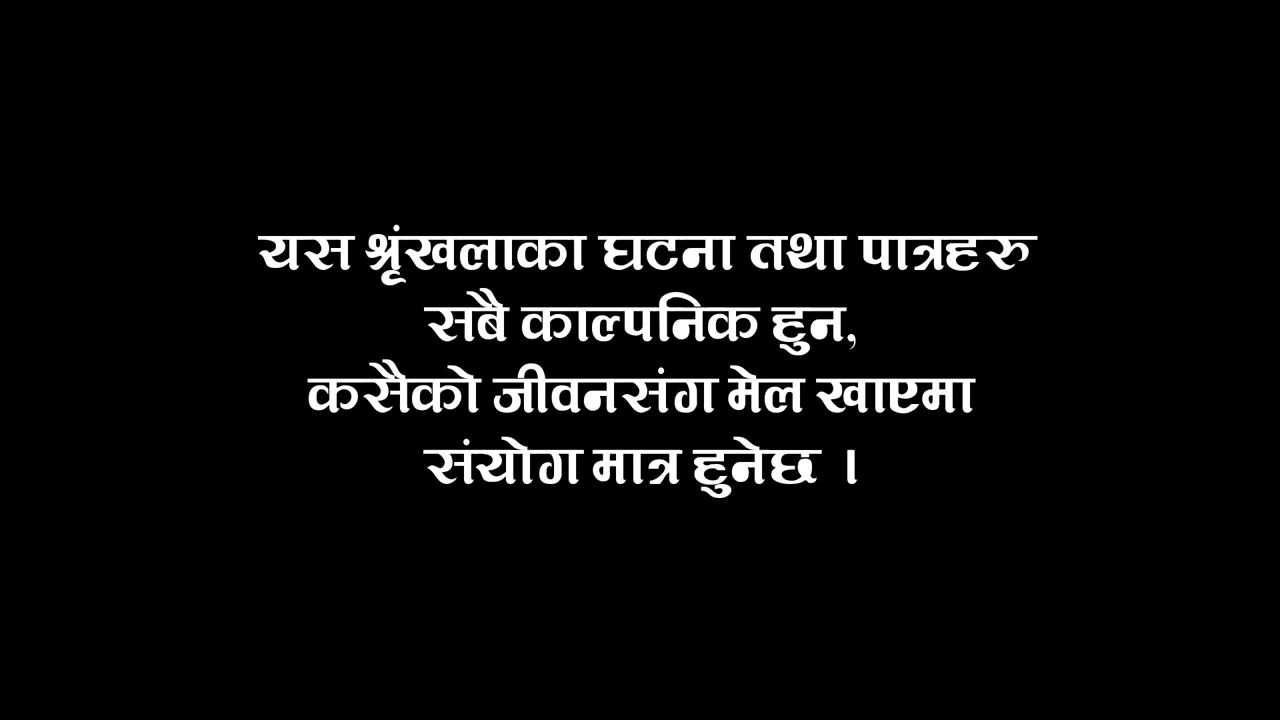 यस श्रृंखलाका घटना तथा पात्रहरु
सबै काल्पनिक हुन,
कसैको जीवनसंग मेल खाएमा
संयोग मात्र हुनेछ ।